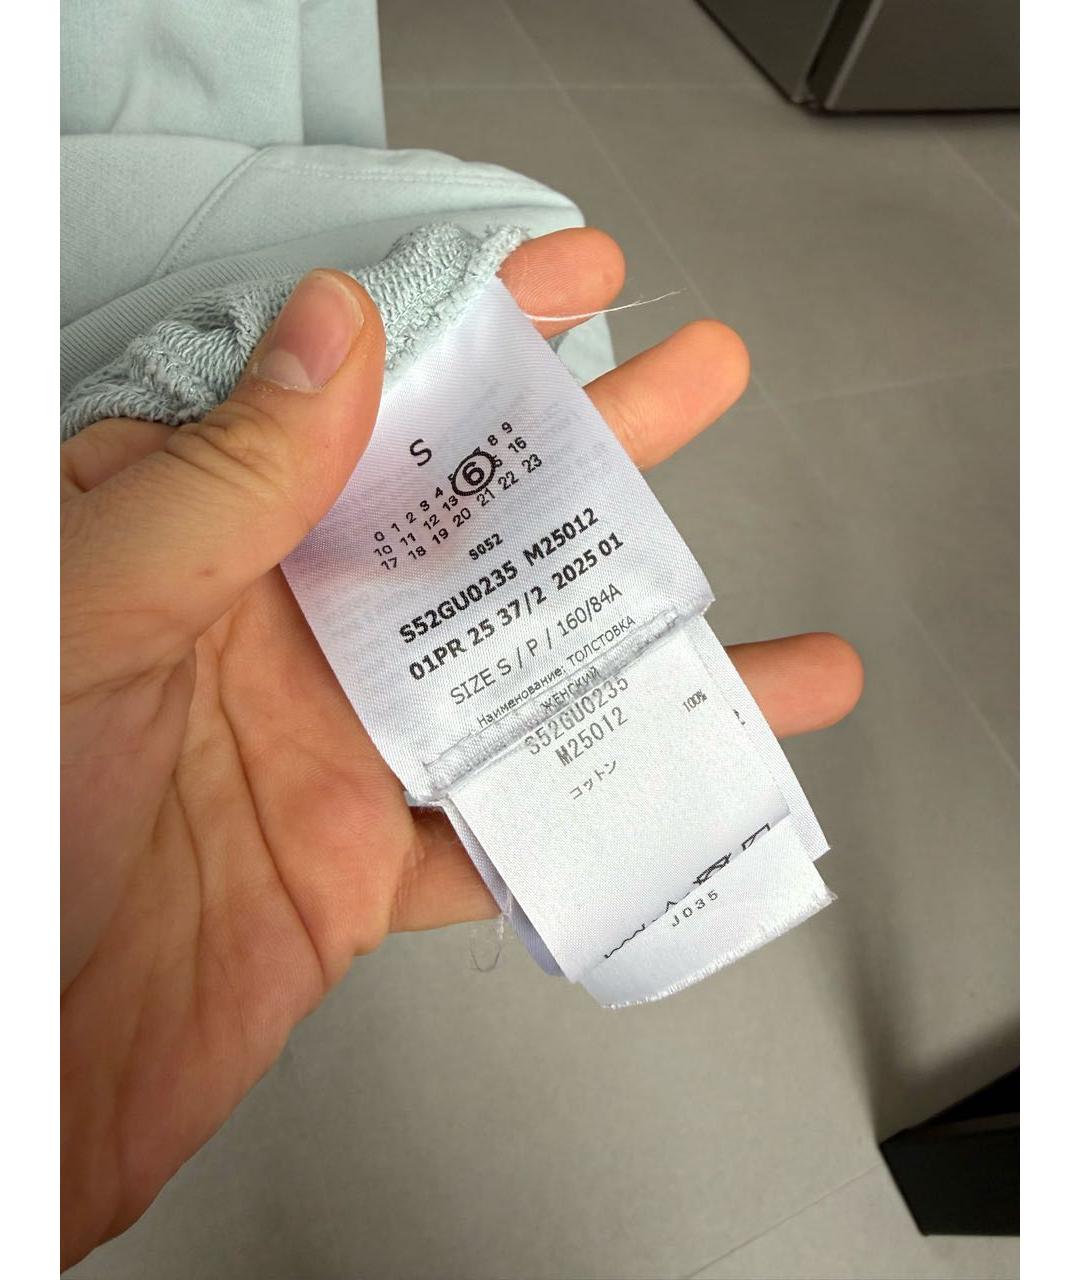 S
0 1 2 3 4 6 8 9
10 11 12 13 16
17 18 19 20 21 22 23
S052
S52GU0235 M25012
01PR 25 37/2 2025 01
SIZE S / P / 160/84A
Наименование: ТОЛСТОВКА
ЖЕНСКИЙ
S52GU0235
M25012
100%
コットン
J035